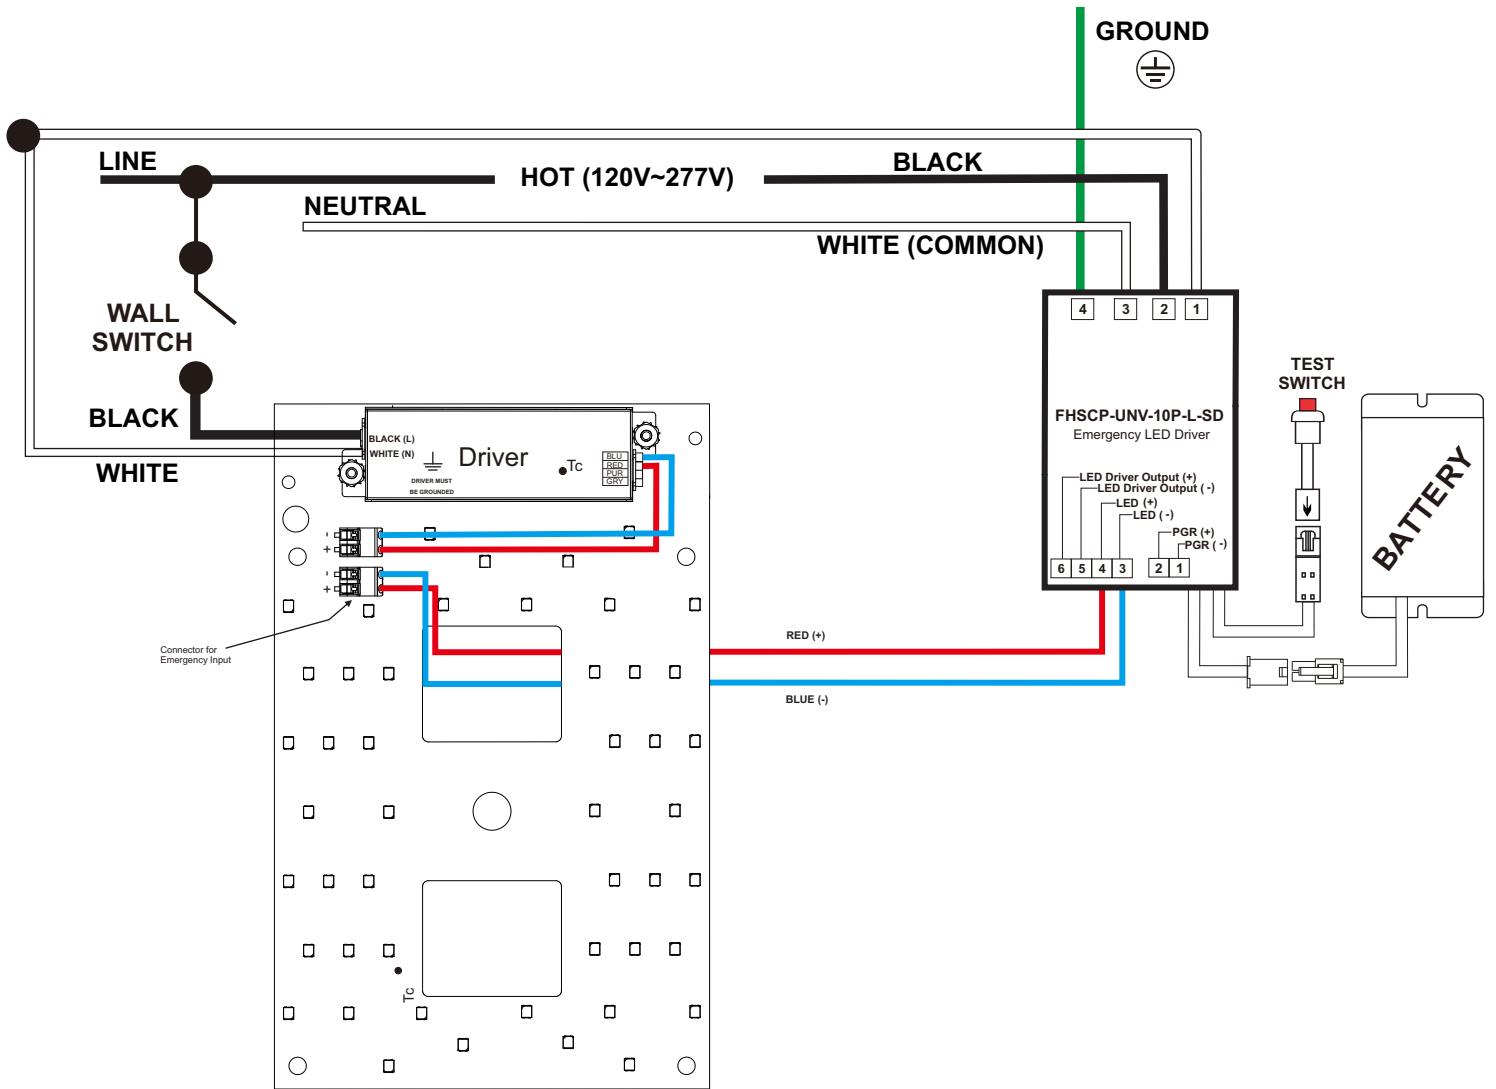 GROUND
LINE
HOT (120V~277V)
BLACK
NEUTRAL
WHITE (COMMON)
WALL
SWITCH
4 3 2 1
TEST
SWITCH
BLACK
WHITE
BLACK (L)
WHITE (N)
Driver
DRIVER MUST
BE GROUNDED
Tc
BLU
RED
PUR
GRY
FHSCP-UNV-10P-L-SD
Emergency LED Driver
LED Driver Output (+)
LED Driver Output ( -)
LED (+)
LED ( -)
PGR (+)
PGR ( -)
6 5 4 3 2 1
BATTERY
-
+
-
+
Connector for
Emergency Input
RED (+)
BLUE (-)
Tc